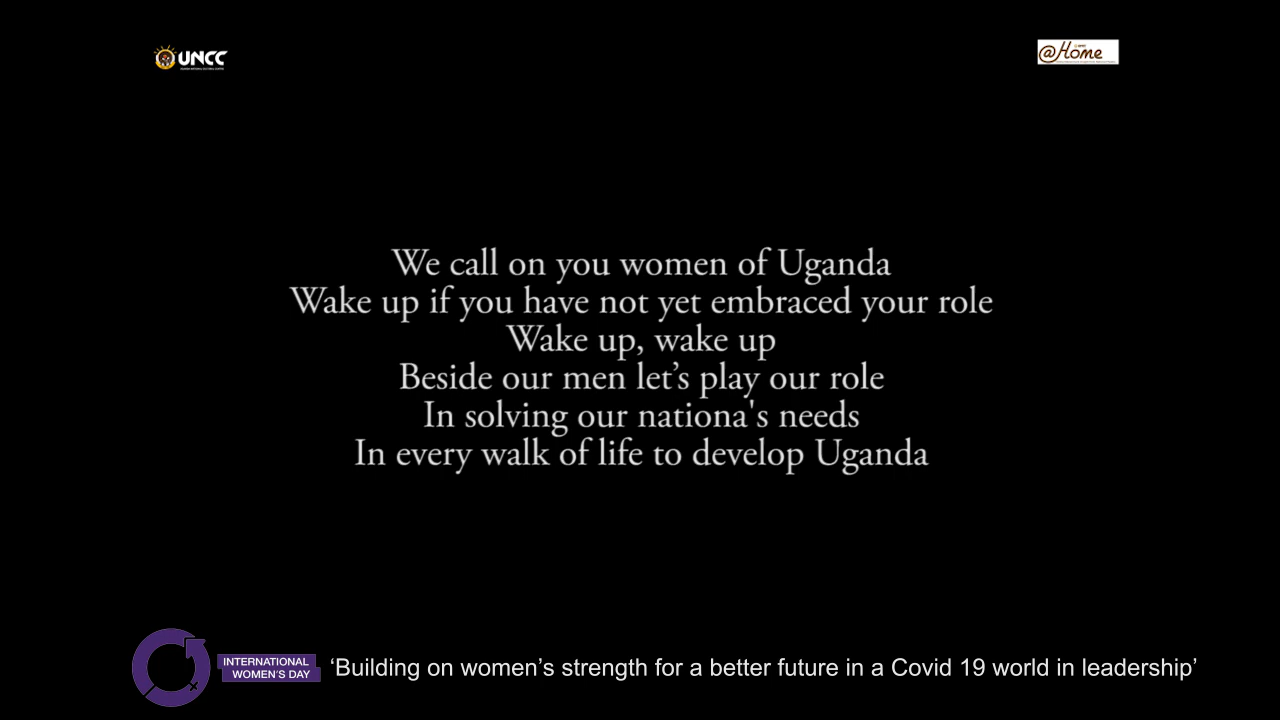 UNCC
@Home
We call on you women of Uganda
Wake up if you have not yet embraced your role
Wake up, wake up
Beside our men let’s play our role
In solving our nationa's needs
In every walk of life to develop Uganda
INTERNATIONAL
WOMEN'S DAY
‘Building on women’s strength for a better future in a Covid 19 world in leadership’